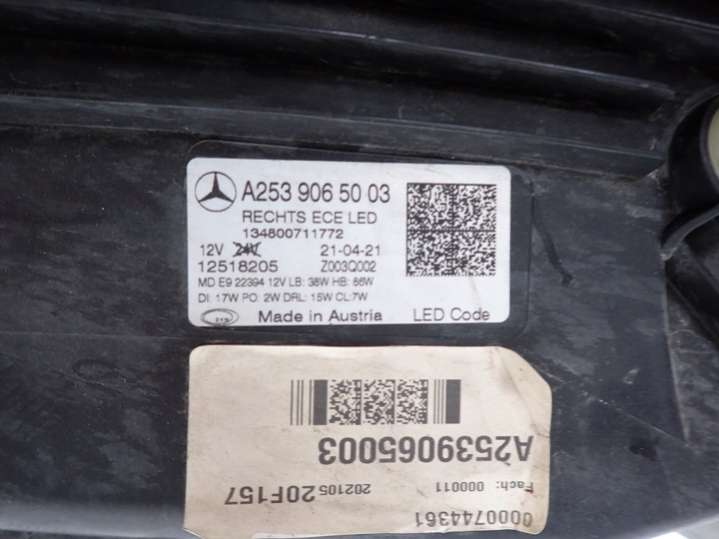 A253 906 50 03
RECHTS ECE LED
134800711772
12V 24V 21-04-21
12518205 Z003Q002
MD E9 22394 12V LB: 38W HB: 86W
DI: 17W PO: 2W DRL: 15W CL:7W
Made in Austria LED Code
A2539065003
Fach: 000011
202105 20F157
0000744361